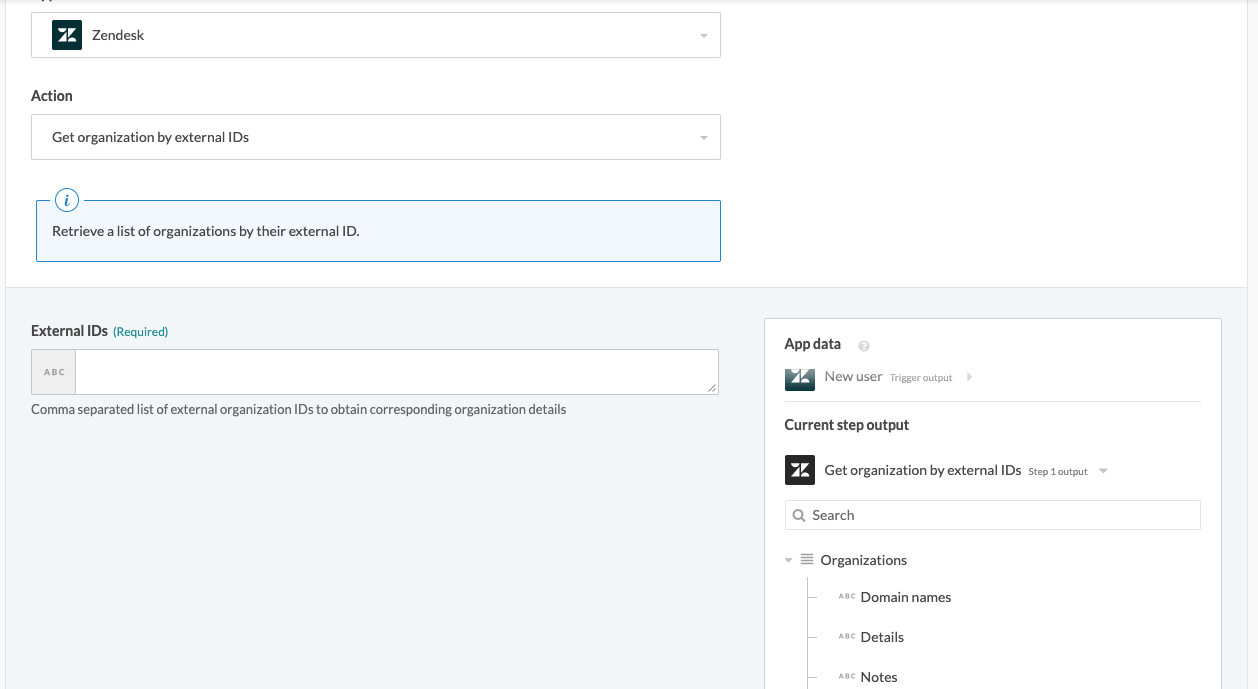 Zendesk
Action
Get organization by external IDs
i
Retrieve a list of organizations by their external ID.
External IDs (Required)
ABC
Comma separated list of external organization IDs to obtain corresponding organization details
App data ?
New user Trigger output
Current step output
Get organization by external IDs Step 1 output
Search
Organizations
ABC Domain names
ABC Details
ABC Notes